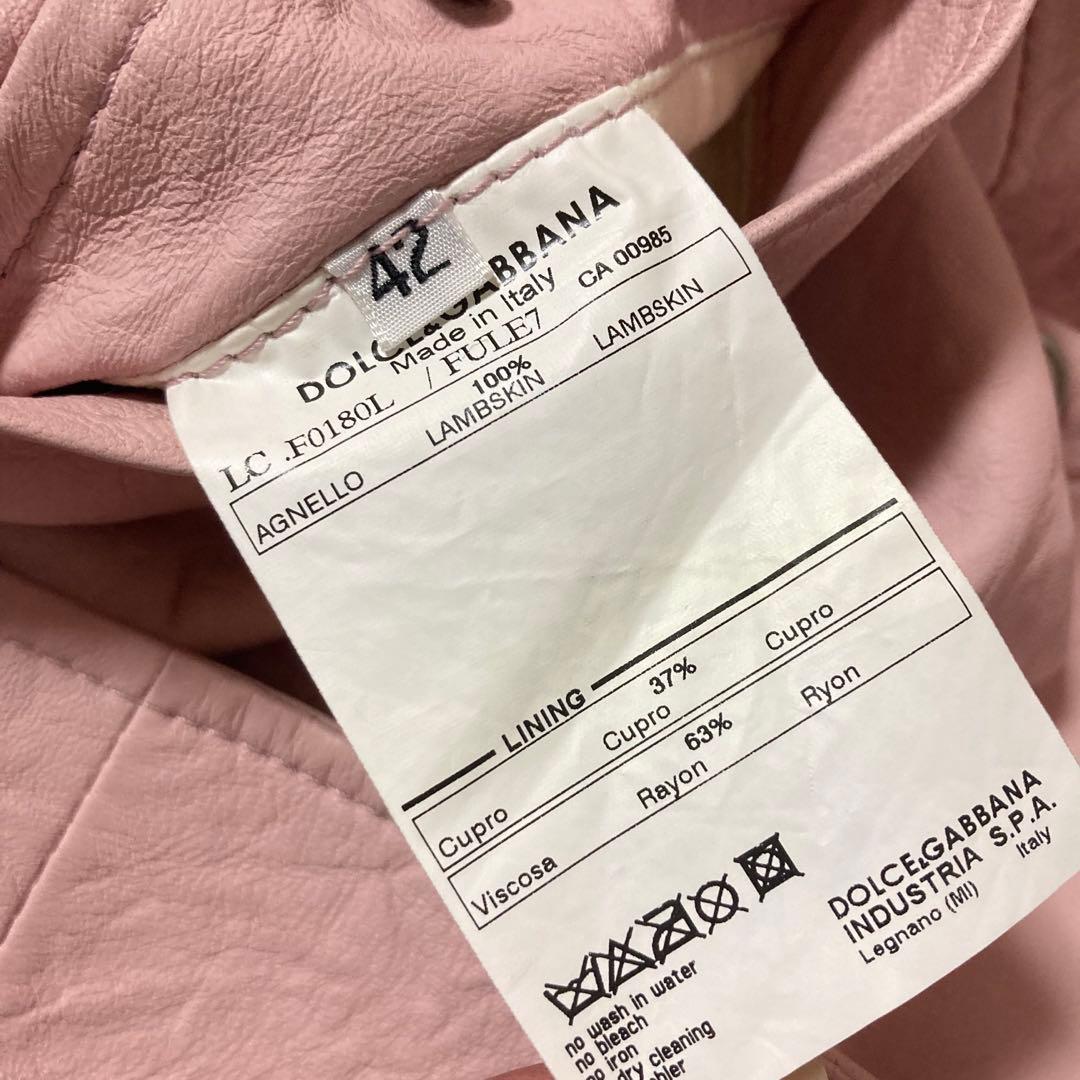 42
DOLCE&GABBANA
Made in Italy
LC .F0180L / FULE7 CA 00985
100%
AGNELLO LAMBSKIN LAMBSKIN
LINING
37%
Cupro Cupro Cupro
63%
Viscosa Rayon Ryon
no wash in water
no bleach
no iron
dry cleaning
DOLCE&GABBANA
INDUSTRIA S.P.A.
Legnano (MI) Italy